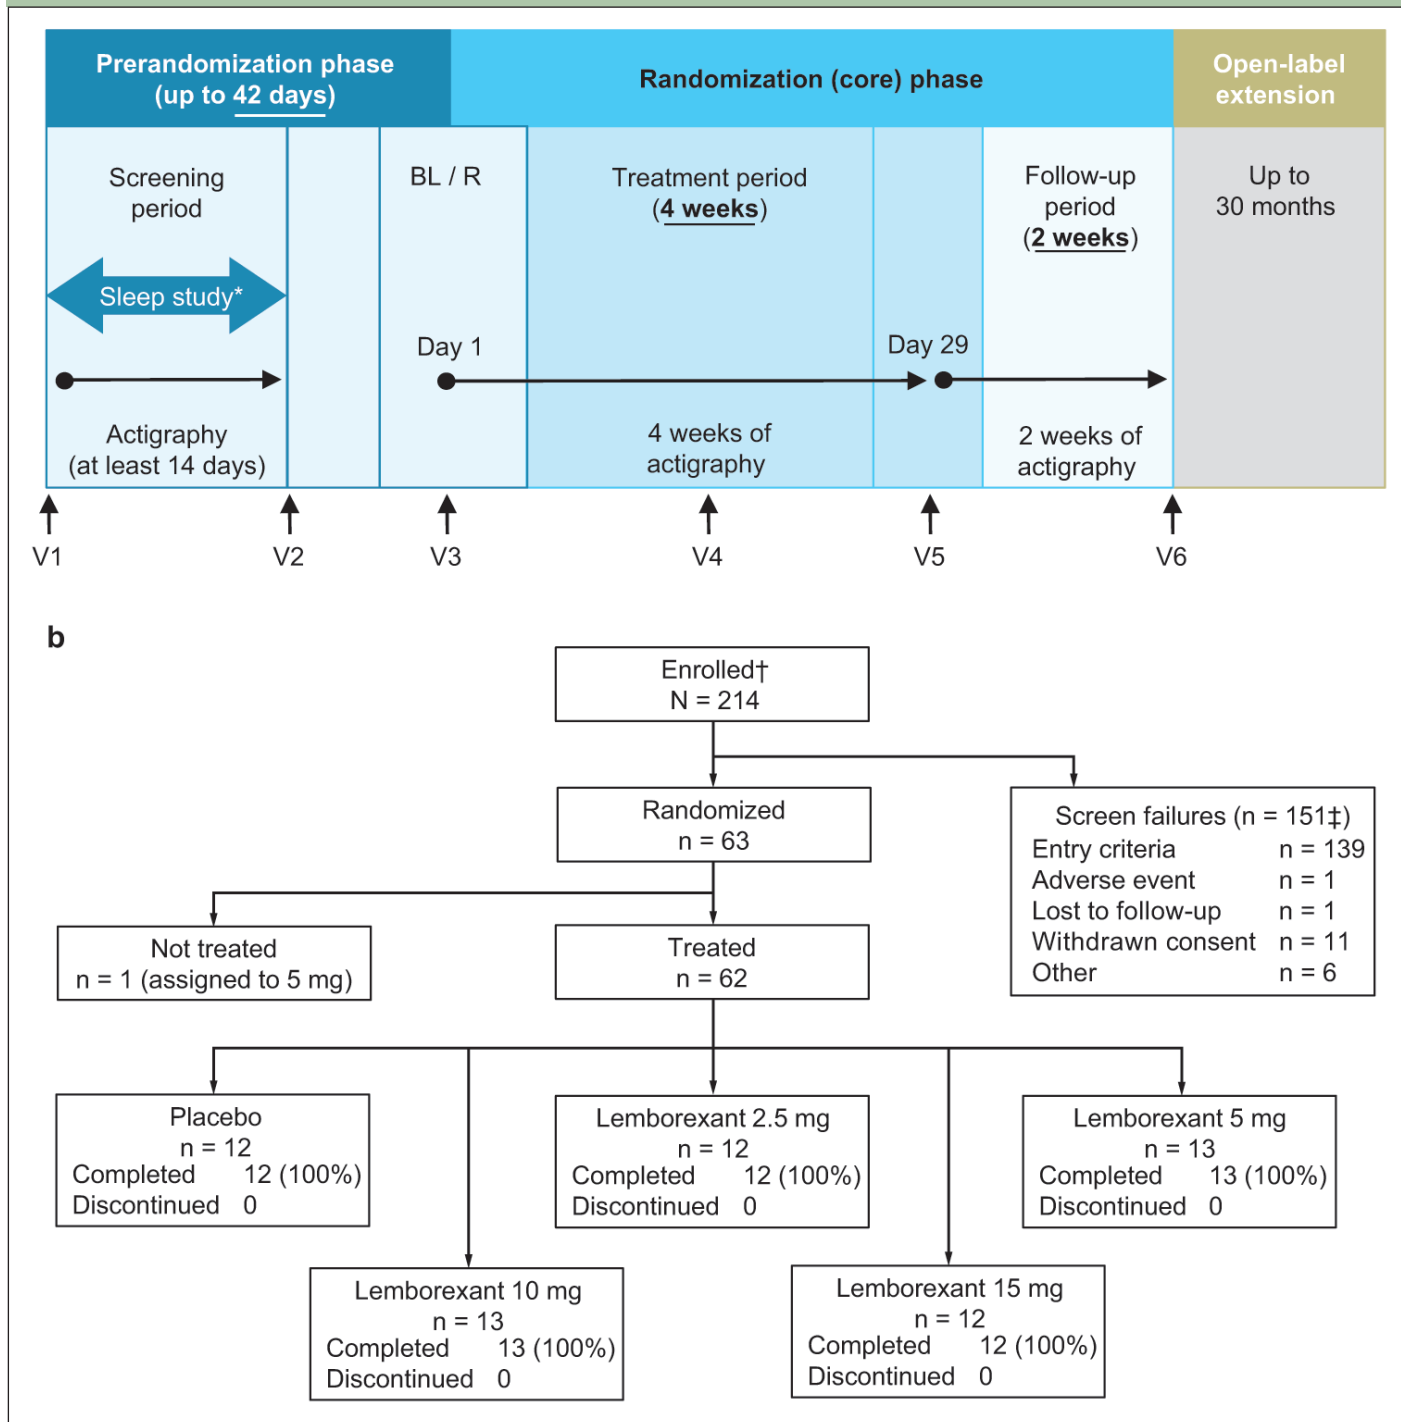 Prerandomization phase
(up to 42 days)
Randomization (core) phase
Open-label
extension
Screening
period
BL / R
Treatment period
(4 weeks)
Follow-up
period
(2 weeks)
Up to
30 months
Sleep study*
Day 1
Day 29
Actigraphy
(at least 14 days)
4 weeks of
actigraphy
2 weeks of
actigraphy
V1
V2
V3
V4
V5
V6
b
Enrolled†
N = 214
Randomized
n = 63
Screen failures (n = 151‡)
Entry criteria n = 139
Adverse event n = 1
Lost to follow-up n = 1
Withdrawn consent n = 11
Other n = 6
Not treated
n = 1 (assigned to 5 mg)
Treated
n = 62
Placebo
n = 12
Completed 12 (100%)
Discontinued 0
Lemborexant 2.5 mg
n = 12
Completed 12 (100%)
Discontinued 0
Lemborexant 5 mg
n = 13
Completed 13 (100%)
Discontinued 0
Lemborexant 10 mg
n = 13
Completed 13 (100%)
Discontinued 0
Lemborexant 15 mg
n = 12
Completed 12 (100%)
Discontinued 0